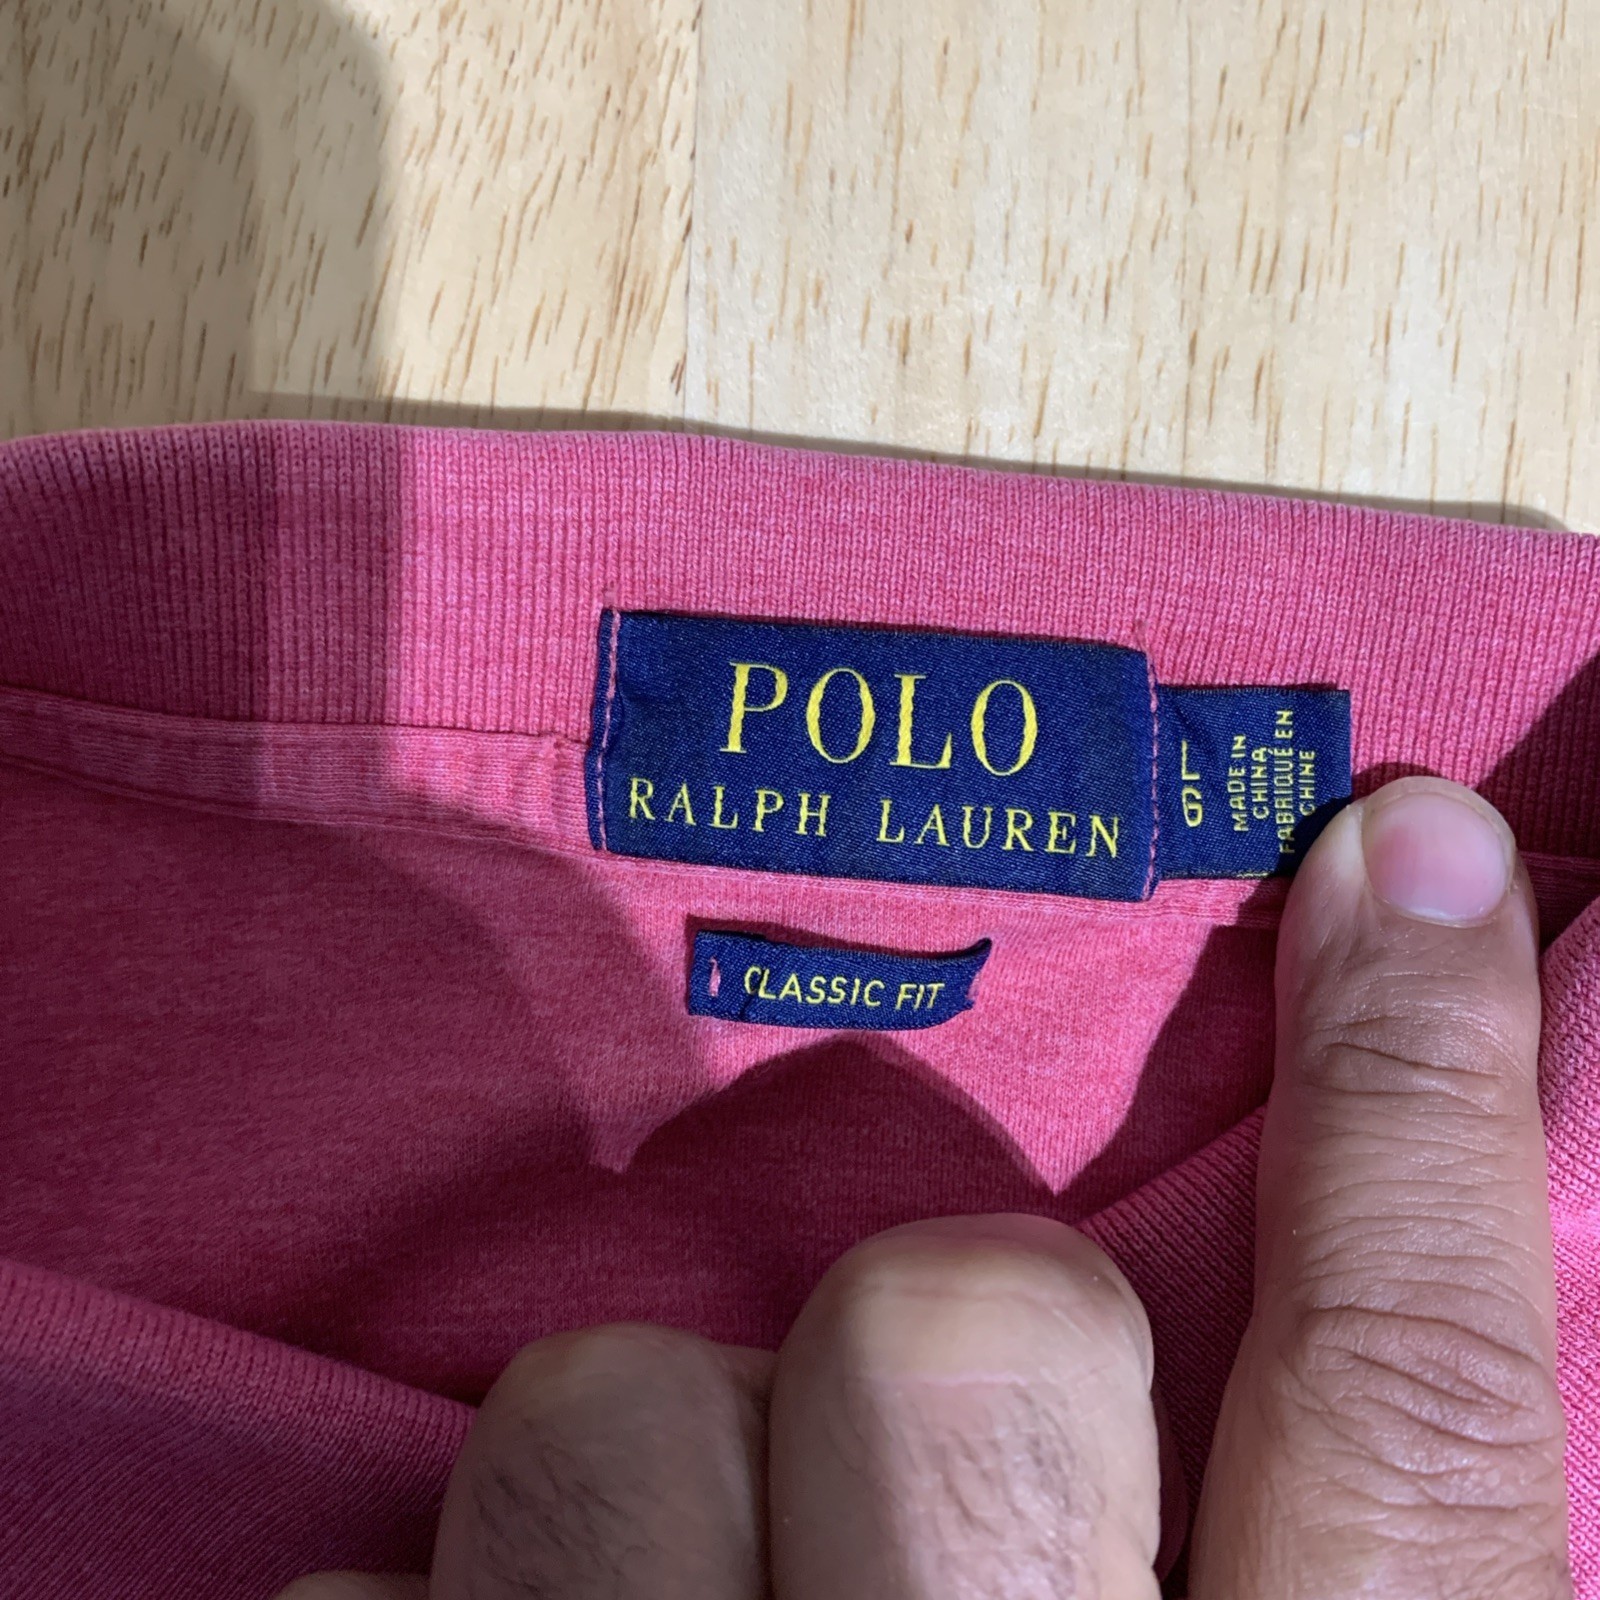 POLO
RALPH LAUREN
MADE IN
CHINA
FABRIQUÉ EN
CHINE
CLASSIC FIT